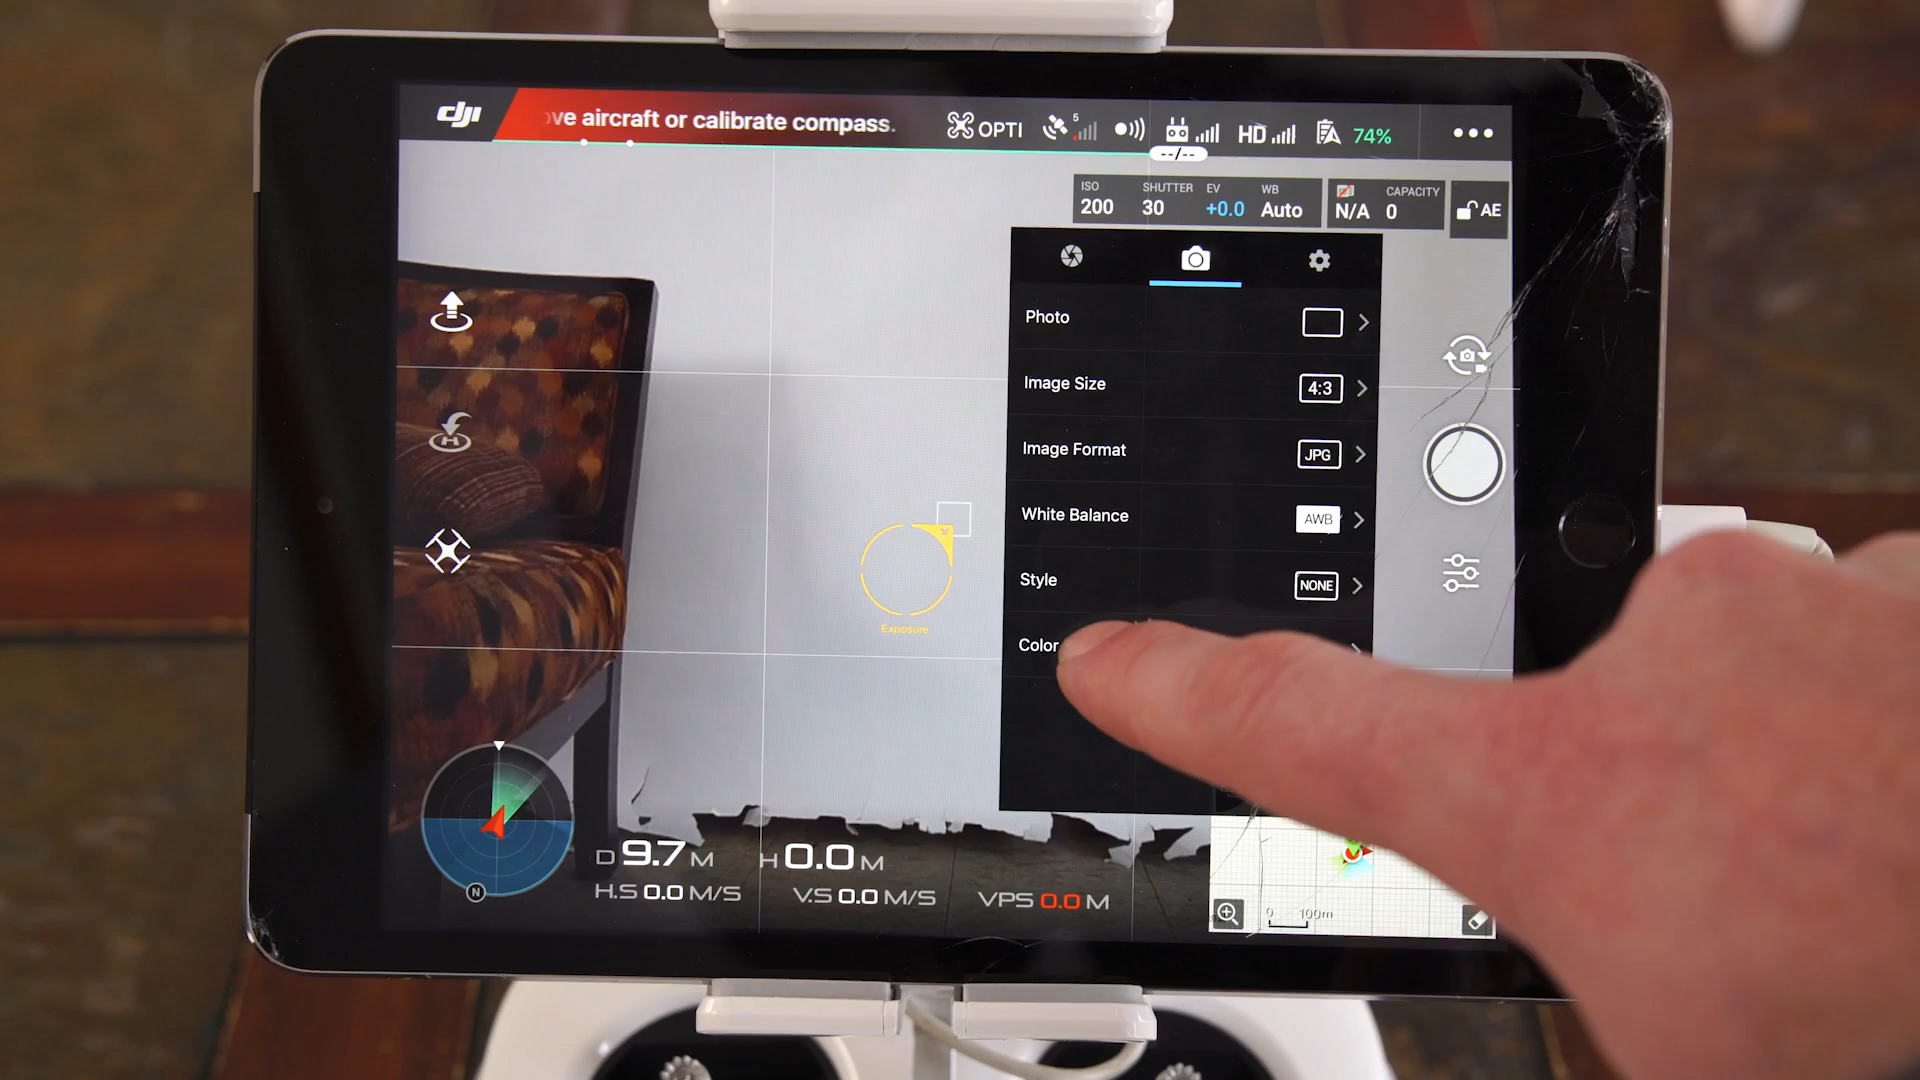 dji
aircraft or calibrate compass.
OPTI
5
HD
74%
--/--
ISO SHUTTER EV WB
200 30 +0.0 Auto
CAPACITY
N/A 0
AE
Photo
Image Size 4:3
Image Format JPG
White Balance AWB
Style NONE
Color
Exposure
N
D 9.7 M H 0.0 M
H.S 0.0 M/S V.S 0.0 M/S VPS 0.0 M
0 100m
H